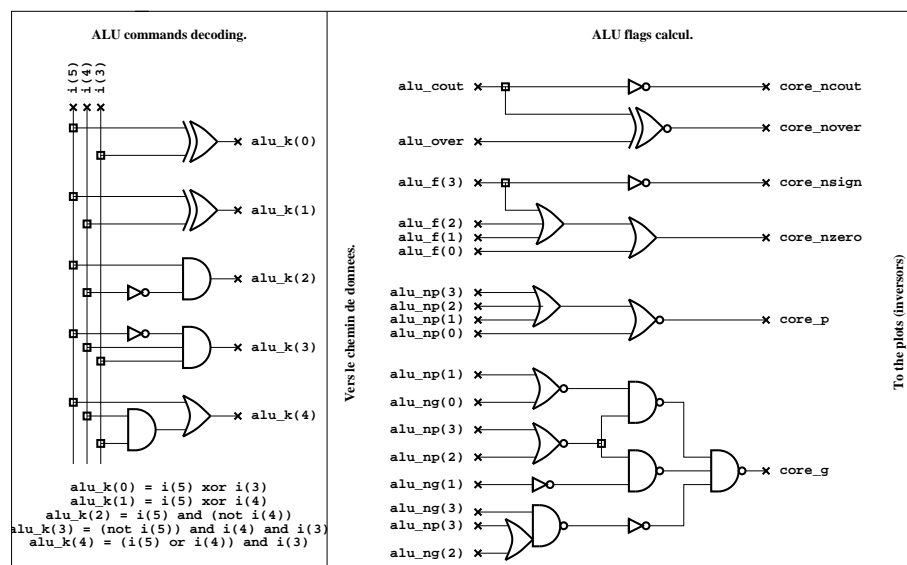 ALU commands decoding.
i(5)
i(4)
i(3)
alu_k(0)
alu_k(1)
alu_k(2)
alu_k(3)
alu_k(4)
alu_k(0) = i(5) xor i(3)
alu_k(1) = i(5) xor i(4)
alu_k(2) = i(5) and (not i(4))
alu_k(3) = (not i(5)) and i(4) and i(3)
alu_k(4) = (i(5) or i(4)) and i(3)
Vers le chemin de donnees.
ALU flags calcul.
alu_cout
core_ncout
core_nover
alu_over
alu_f(3)
core_nsign
alu_f(2)
alu_f(1)
core_nzero
alu_f(0)
alu_np(3)
alu_np(2)
alu_np(1)
core_p
alu_np(0)
alu_np(1)
alu_ng(0)
alu_np(3)
alu_np(2)
core_g
alu_ng(1)
alu_ng(3)
alu_np(3)
alu_ng(2)
To the plots (inversors)